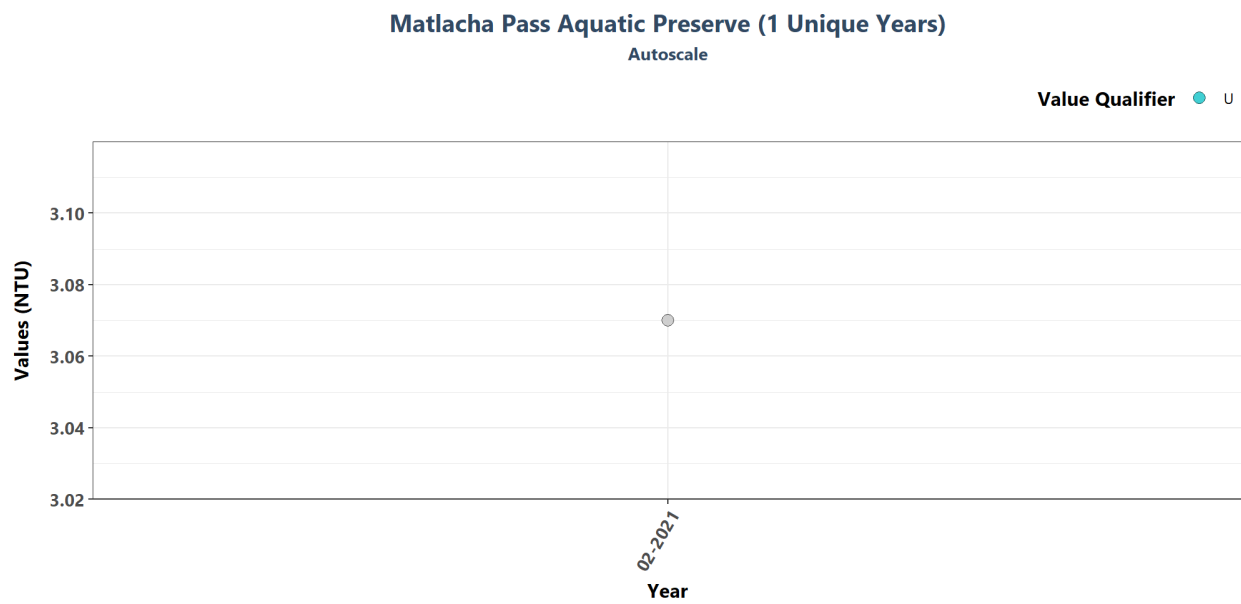 Matlacha Pass Aquatic Preserve (1 Unique Years)
Autoscale
Value Qualifier U
Values (NTU)
3.10
3.08
3.06
3.04
3.02
02-2021
Year